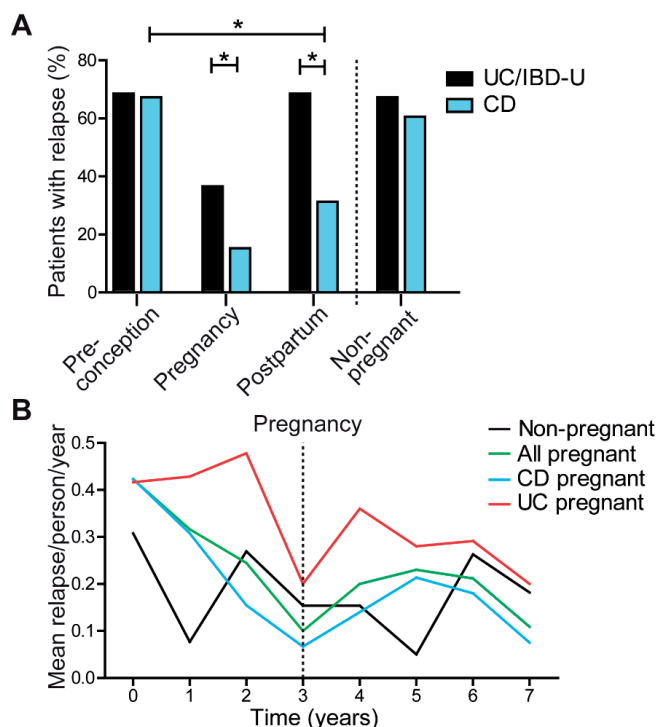 A
*
*
*
Patients with relapse (%)
80
60
40
20
0
UC/IBD-U
CD
Pre-
conception
Pregnancy
Postpartum
Non-
pregnant
B
Pregnancy
Mean relapse/person/year
0.5
0.4
0.3
0.2
0.1
0.0
Non-pregnant
All pregnant
CD pregnant
UC pregnant
0 1 2 3 4 5 6 7
Time (years)